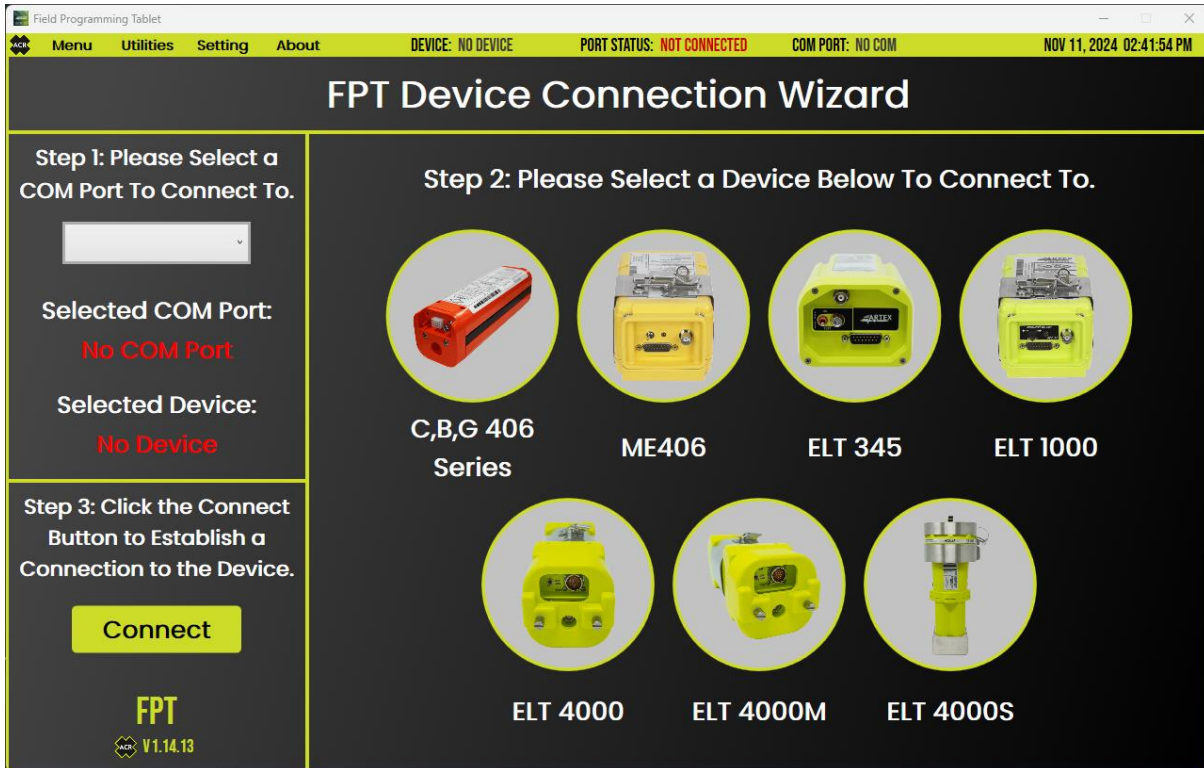 Field Programming Tablet
ACR Menu Utilities Setting About DEVICE: NO DEVICE PORT STATUS: NOT CONNECTED COM PORT: NO COM NOV 11, 2024 02:41:54 PM
FPT Device Connection Wizard
Step 1: Please Select a
COM Port To Connect To.
Selected COM Port:
No COM Port
Selected Device:
No Device
Step 3: Click the Connect
Button to Establish a
Connection to the Device.
Connect
FPT
ACR V 1.14.13
Step 2: Please Select a Device Below To Connect To.
ARTEX
ARTEX
C,B,G 406
Series
ME406
ELT 345
ELT 1000
ELT 4000
ELT 4000M
ELT 4000S